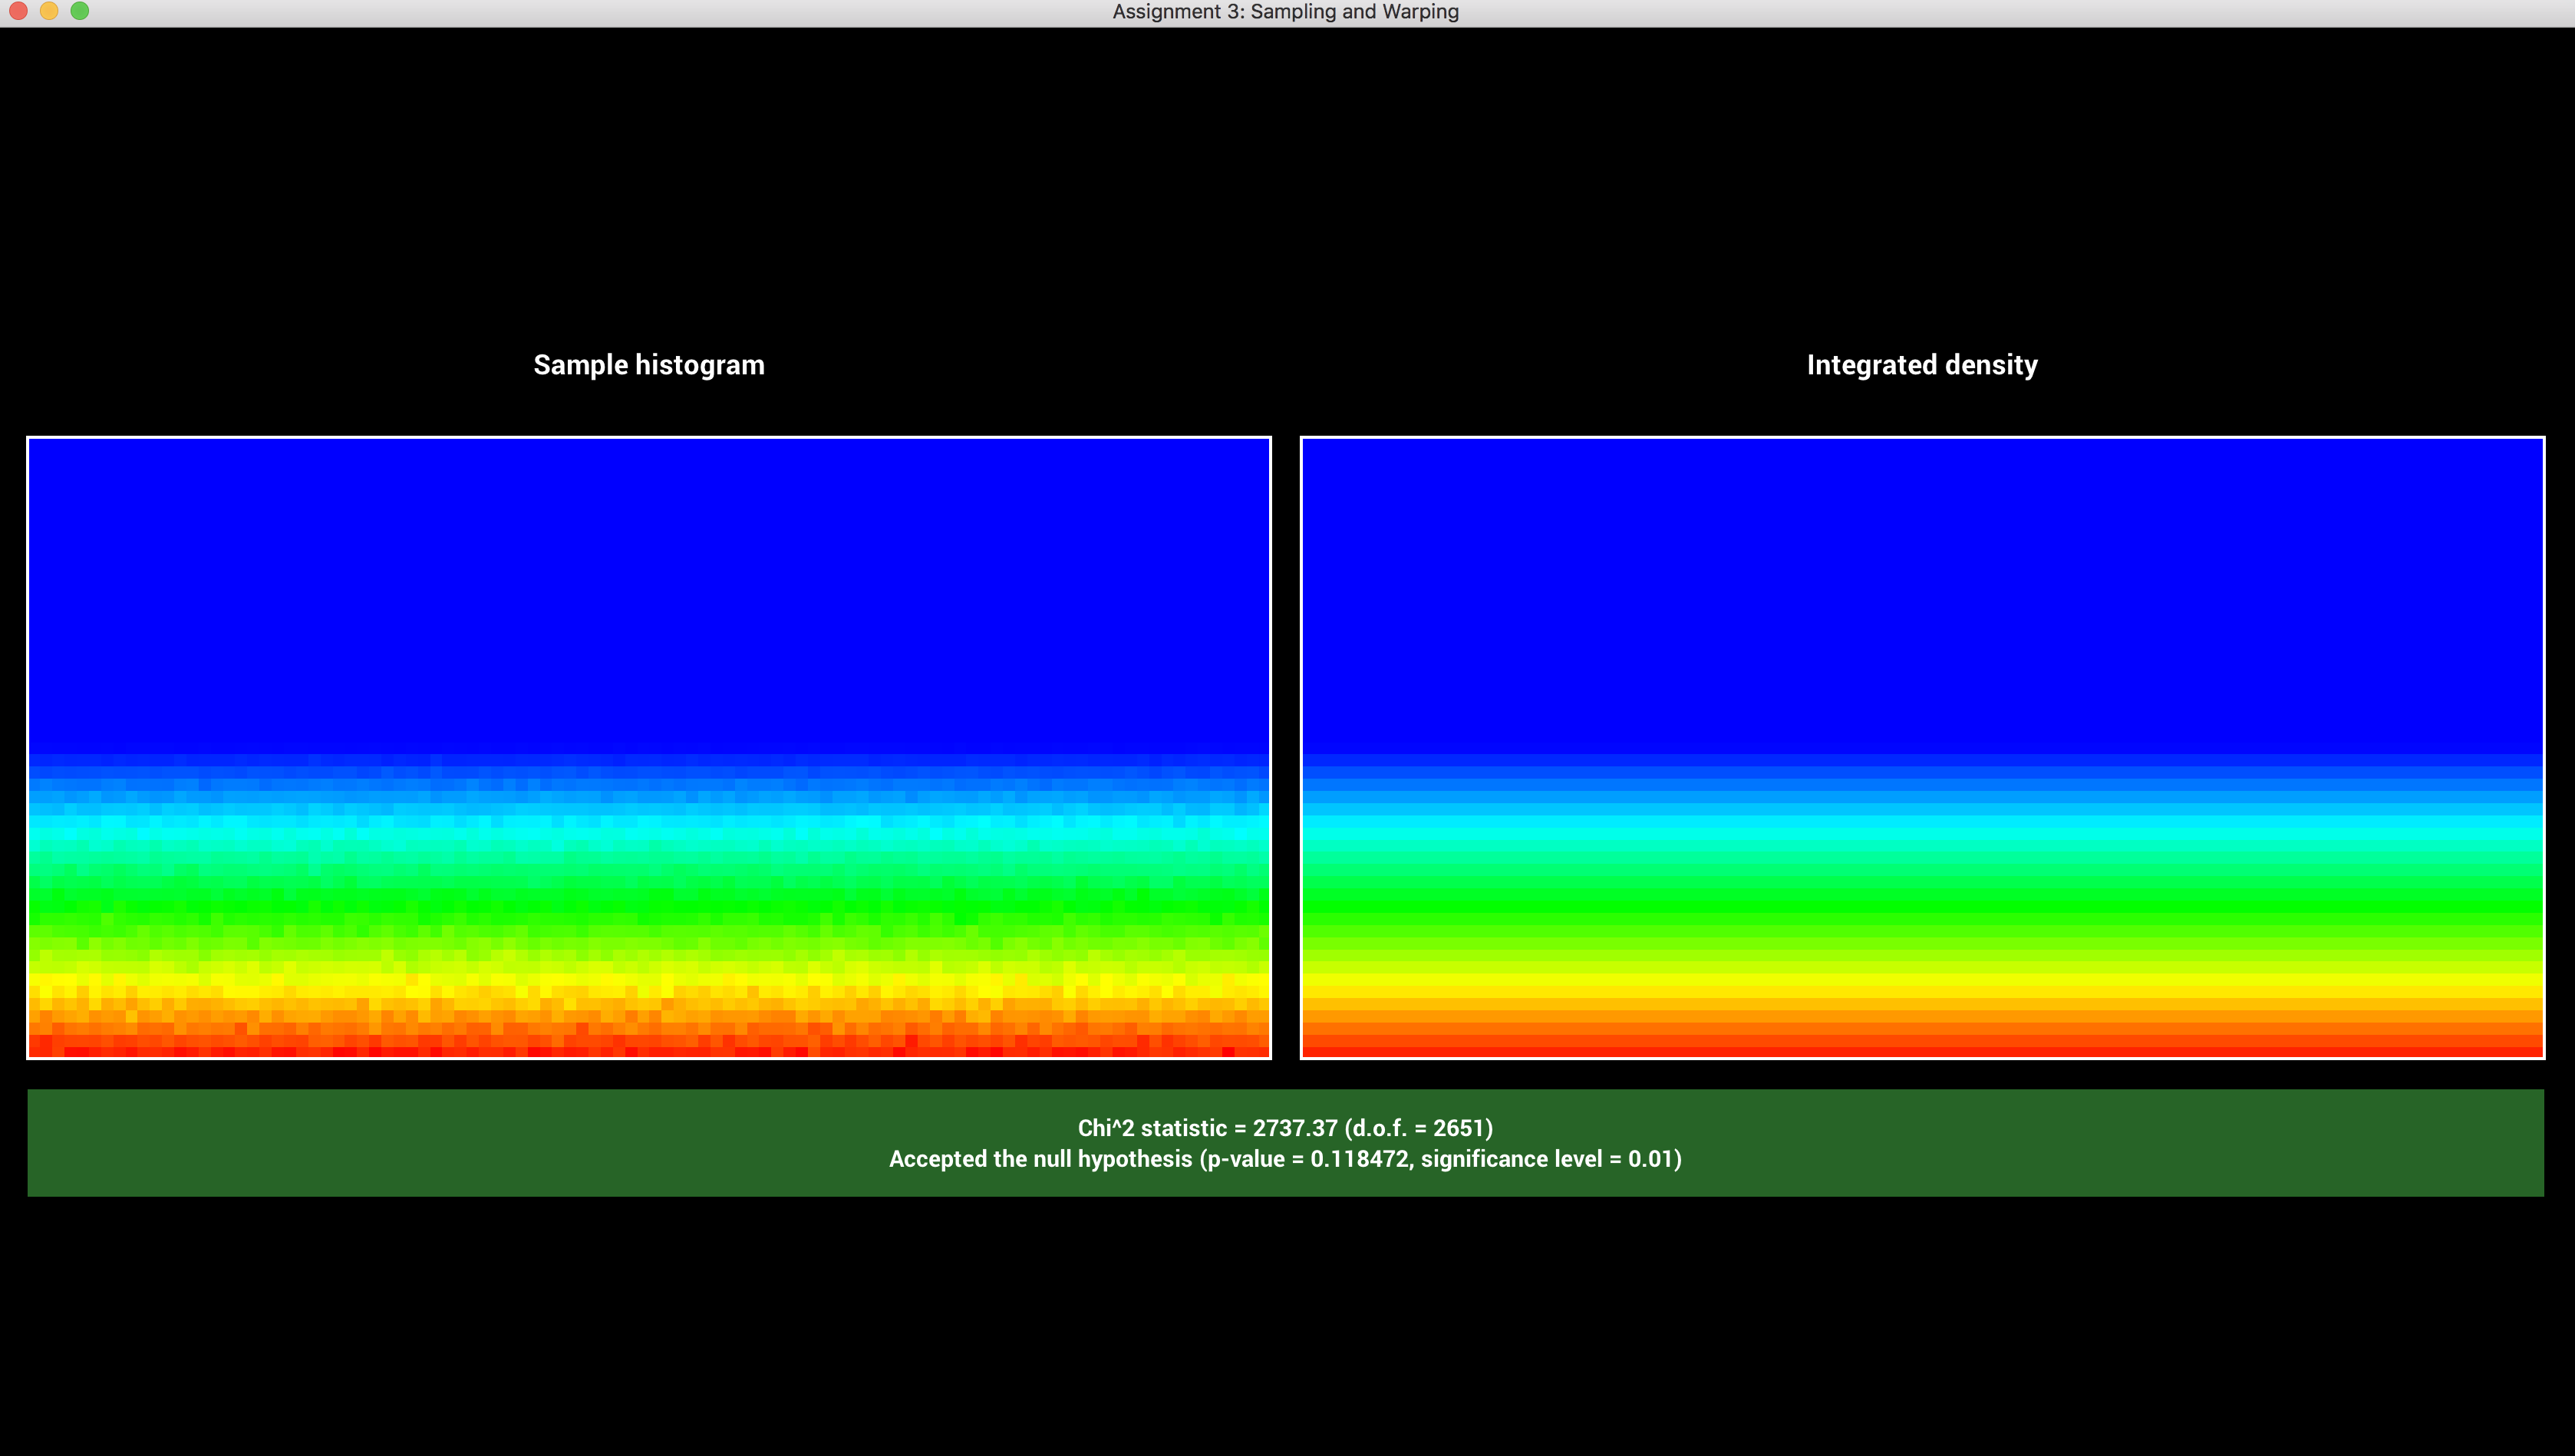 Assignment 3: Sampling and Warping
Sample histogram
Integrated density
Chi^2 statistic = 2737.37 (d.o.f. = 2651)
Accepted the null hypothesis (p-value = 0.118472, significance level = 0.01)